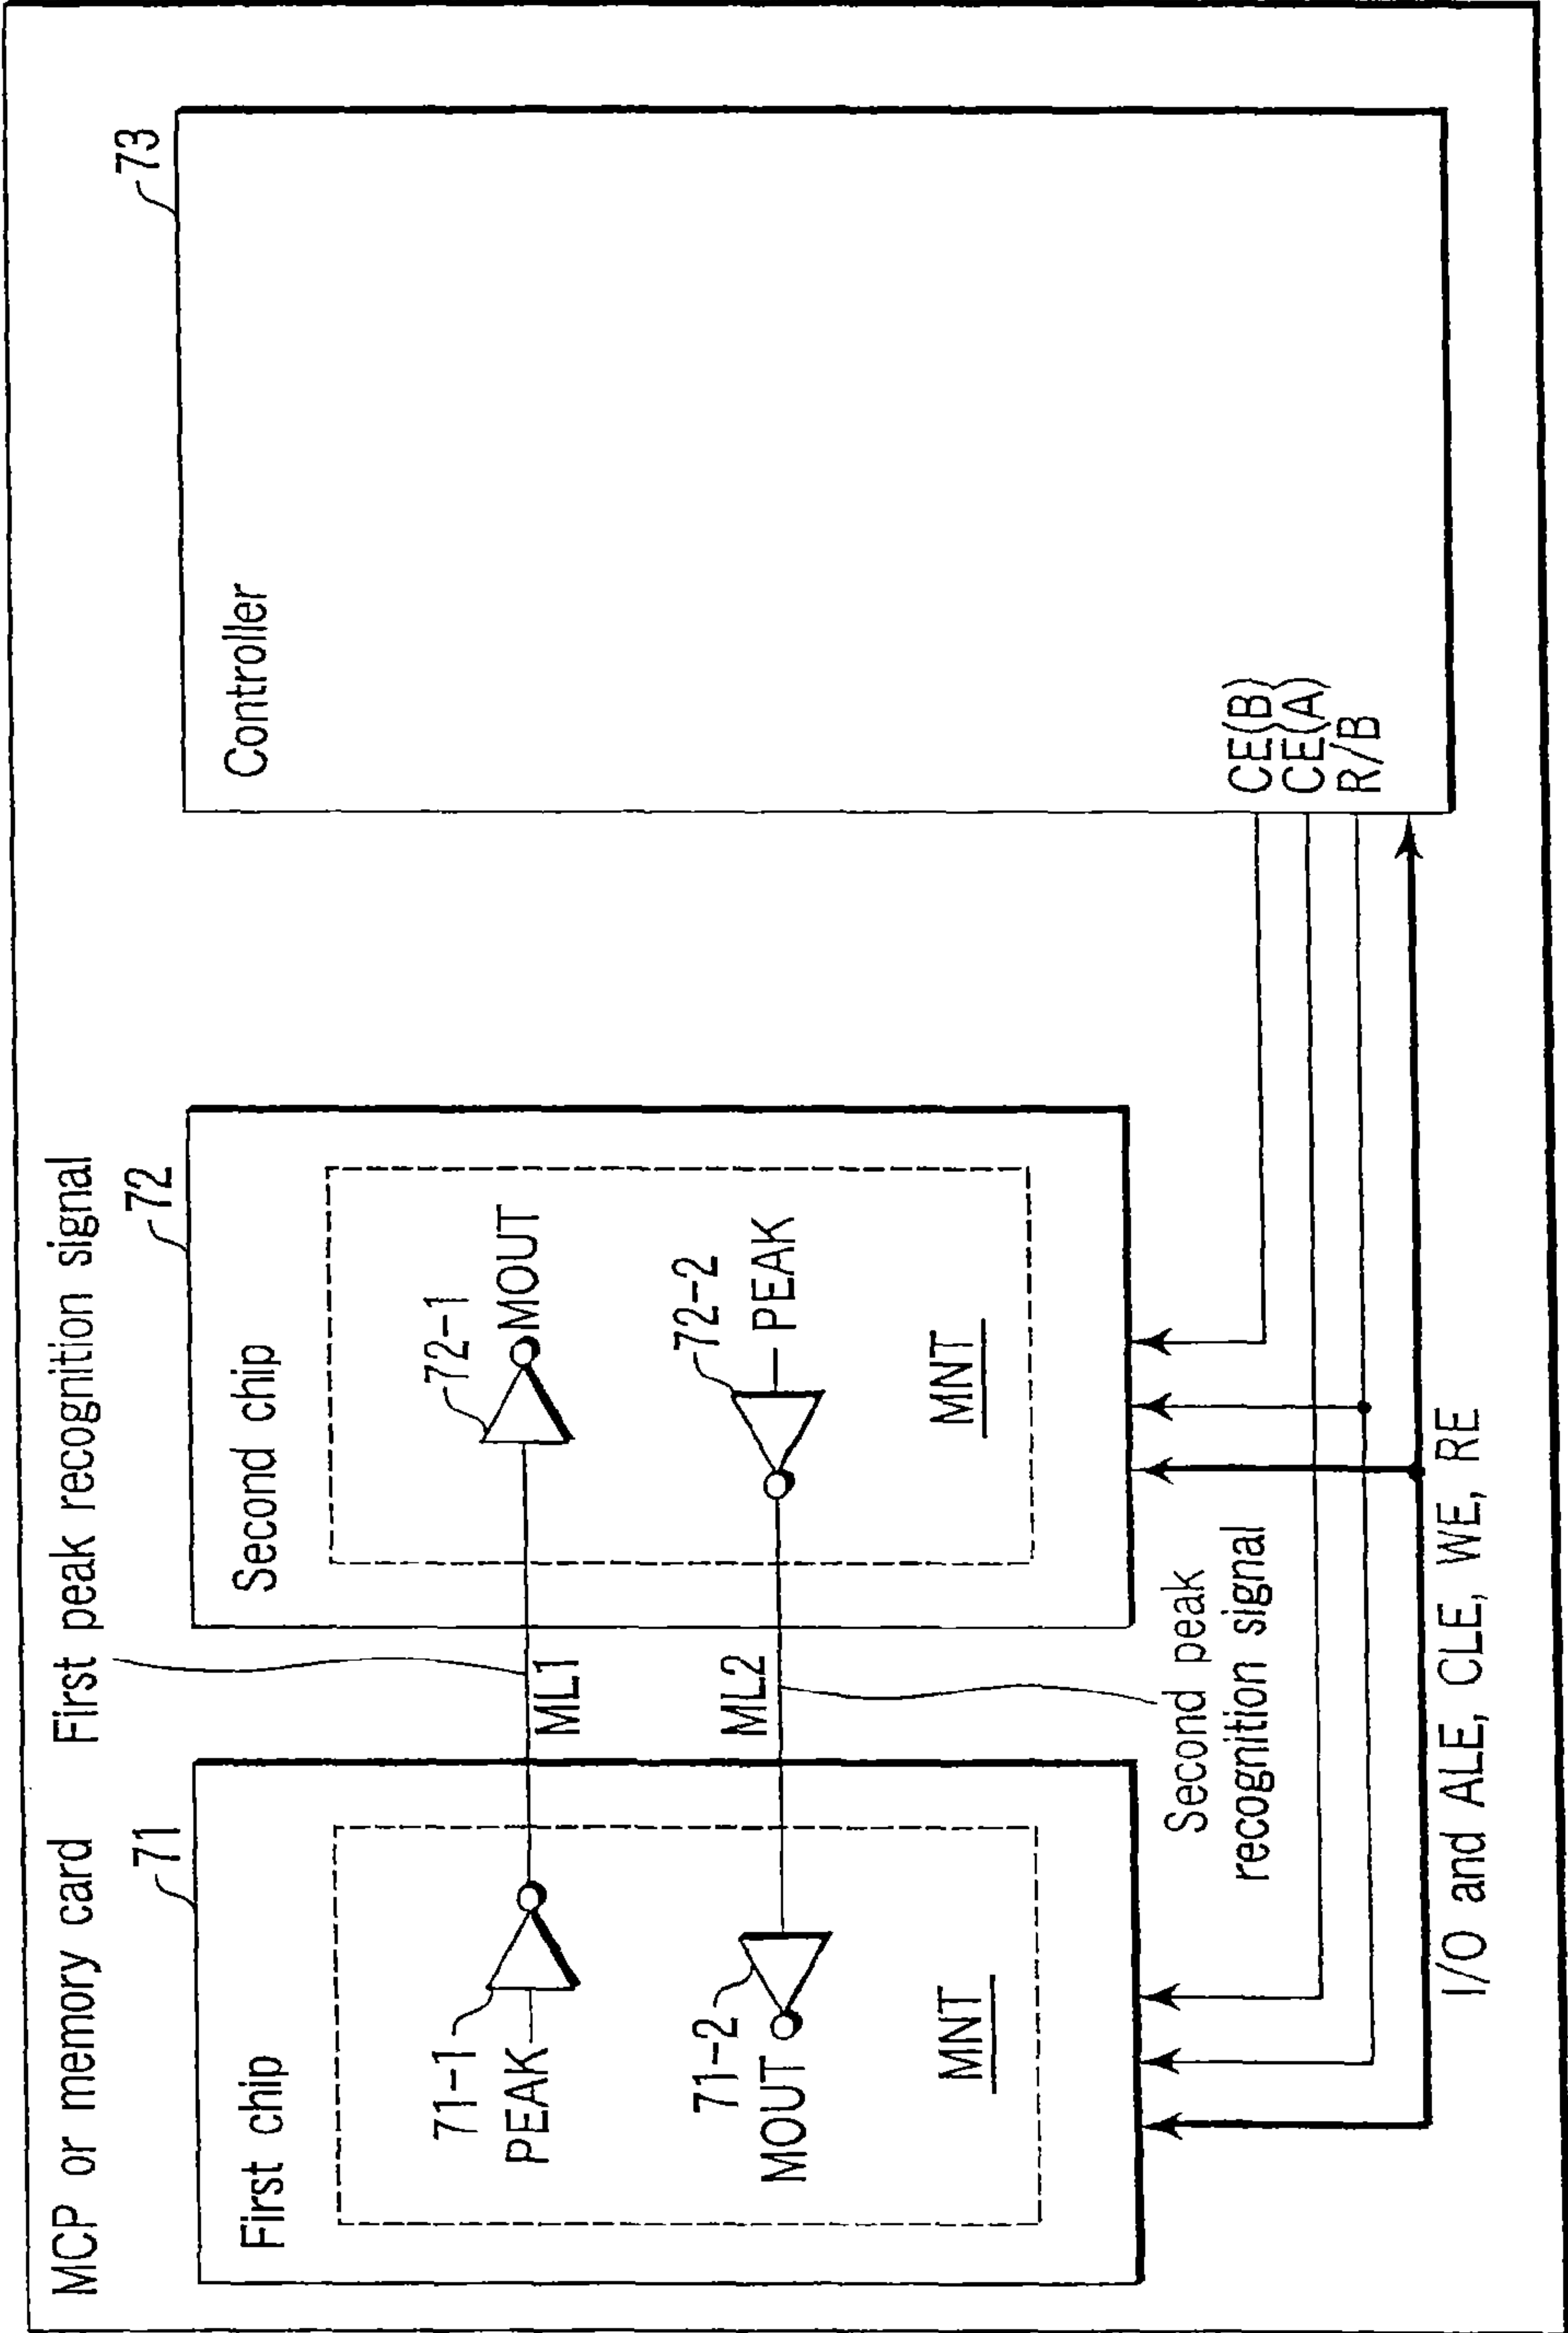 MCP or memory card
First peak recognition signal
71
72
73
First chip
Second chip
Controller
71-1
PEAK
ML1
72-1
MOUT
71-2
MOUT
ML2
72-2
PEAK
MNT
MNT
Second peak
recognition signal
CE(B)
CE(A)
R/B
I/O and ALE, CLE, WE, RE